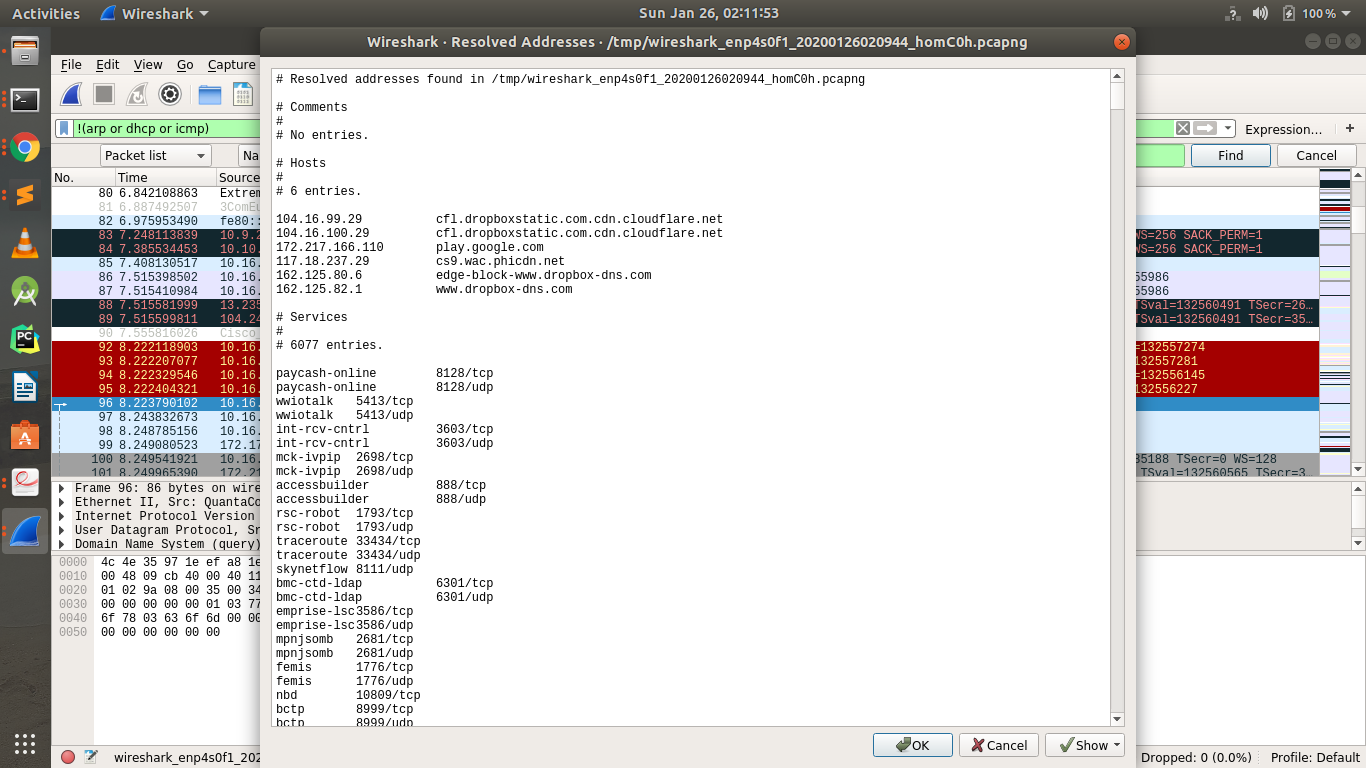 Activities Wireshark Sun Jan 26, 02:11:53 100 %
Wireshark · Resolved Addresses · /tmp/wireshark_enp4s0f1_20200126020944_homC0h.pcapng
File Edit View Go Capture
!(arp or dhcp or icmp)
Expression… +
Packet list Na
Find Cancel
No. Time Source
80 6.842108863 Extrem
81 6.887492507 3ComEu
82 6.975953490 fe80::
83 7.248113839 10.9.2 WS=256 SACK_PERM=1
84 7.385534453 10.10. WS=256 SACK_PERM=1
85 7.408130517 10.16.
86 7.515398502 10.16. 55986
87 7.515410984 10.16. 55986
88 7.515581999 13.235 TSval=132560491 TSecr=26…
89 7.515599811 104.24 TSval=132560491 TSecr=35…
90 7.555816026 Cisco_
92 8.222118903 10.16. =132557274
93 8.222207077 10.16. 132557281
94 8.222329546 10.16. =132556145
95 8.222404321 10.16. 132556227
96 8.223790102 10.16.
97 8.243832673 10.16.
98 8.248785156 10.16.
99 8.249080523 172.17
100 8.249541921 10.16. 35188 TSecr=0 WS=128
101 8.249965390 172.21 TSval=132560565 TSecr=3…
Frame 96: 86 bytes on wire
Ethernet II, Src: QuantaCo
Internet Protocol Version
User Datagram Protocol, Sr
Domain Name System (query)
0000 4c 4e 35 97 1e ef a8 1e
0010 00 48 09 cb 40 00 40 11
0020 01 02 9a 08 00 35 00 34
0030 00 00 00 00 00 01 03 77
0040 6f 78 03 63 6f 6d 00 00
0050 00 00 00 00 00 00
# Resolved addresses found in /tmp/wireshark_enp4s0f1_20200126020944_homC0h.pcapng
# Comments
#
# No entries.
# Hosts
#
# 6 entries.
104.16.99.29 cfl.dropboxstatic.com.cdn.cloudflare.net
104.16.100.29 cfl.dropboxstatic.com.cdn.cloudflare.net
172.217.166.110 play.google.com
117.18.237.29 cs9.wac.phicdn.net
162.125.80.6 edge-block-www.dropbox-dns.com
162.125.82.1 www.dropbox-dns.com
# Services
#
# 6077 entries.
paycash-online 8128/tcp
paycash-online 8128/udp
wwiotalk 5413/tcp
wwiotalk 5413/udp
int-rcv-cntrl 3603/tcp
int-rcv-cntrl 3603/udp
mck-ivpip 2698/tcp
mck-ivpip 2698/udp
accessbuilder 888/tcp
accessbuilder 888/udp
rsc-robot 1793/tcp
rsc-robot 1793/udp
traceroute 33434/tcp
traceroute 33434/udp
skynetflow 8111/udp
bmc-ctd-ldap 6301/tcp
bmc-ctd-ldap 6301/udp
emprise-lsc3586/tcp
emprise-lsc3586/udp
mpnjsomb 2681/tcp
mpnjsomb 2681/udp
femis 1776/tcp
femis 1776/udp
nbd 10809/tcp
bctp 8999/tcp
bctp 8999/udp
OK Cancel Show
wireshark_enp4s0f1_202 Dropped: 0 (0.0%) Profile: Default